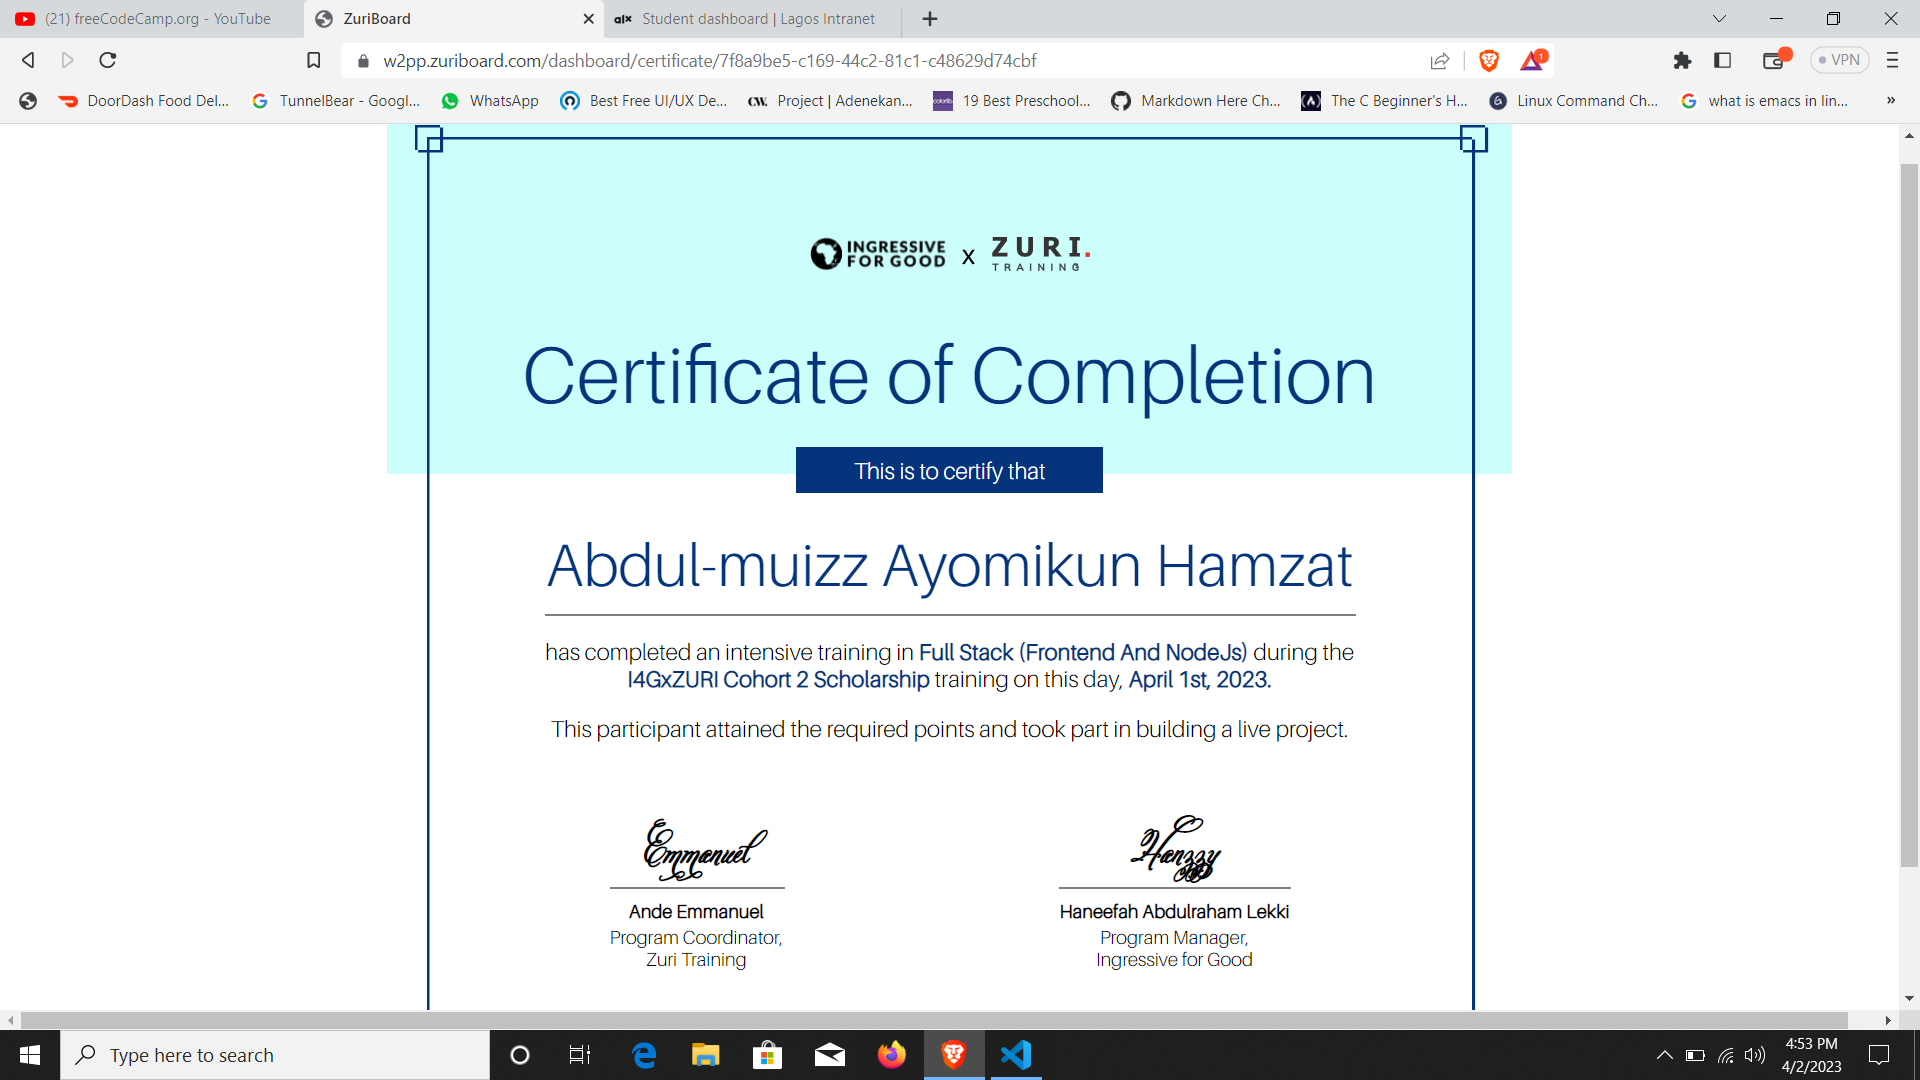 (21) freeCodeCamp.org - YouTube
ZuriBoard
alx Student dashboard | Lagos Intranet
w2pp.zuriboard.com/dashboard/certificate/7f8a9be5-c169-44c2-81c1-c48629d74cbf
1
VPN
DoorDash Food Del...
TunnelBear - Googl...
WhatsApp
Best Free UI/UX De...
CW. Project | Adenekan...
colorlib. 19 Best Preschool...
Markdown Here Ch...
The C Beginner's H...
Linux Command Ch...
what is emacs in lin...
»
INGRESSIVE
FOR GOOD
x
ZURI.
TRAINING
Certificate of Completion
This is to certify that
Abdul-muizz Ayomikun Hamzat
has completed an intensive training in Full Stack (Frontend And NodeJs) during the
I4GxZURI Cohort 2 Scholarship training on this day, April 1st, 2023.
This participant attained the required points and took part in building a live project.
Emmanuel
Ande Emmanuel
Program Coordinator,
Zuri Training
Hanzzy
Haneefah Abdulraham Lekki
Program Manager,
Ingressive for Good
Type here to search
4:53 PM
4/2/2023